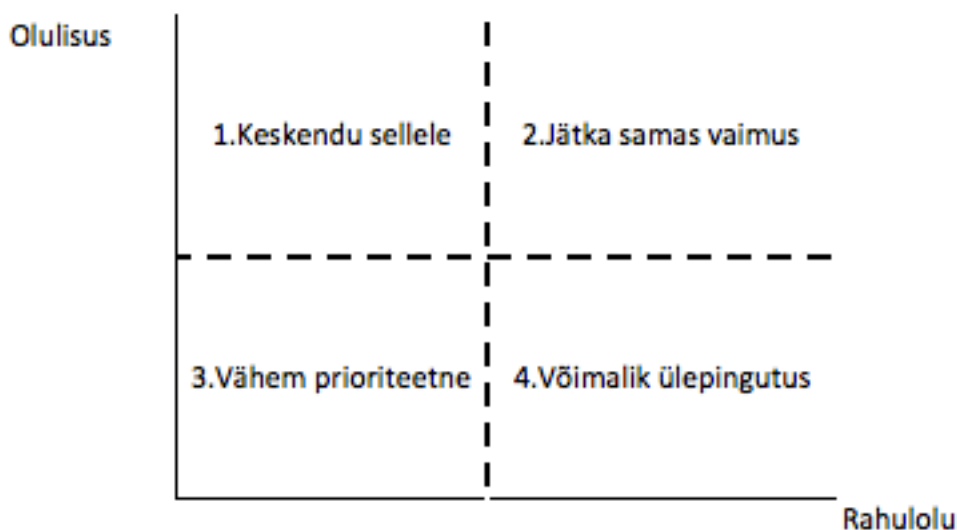 Olulisus
1.Keskendu sellele
2.Jätka samas vaimus
3.Vähem prioriteetne
4.Võimalik ülepingutus
Rahulolu